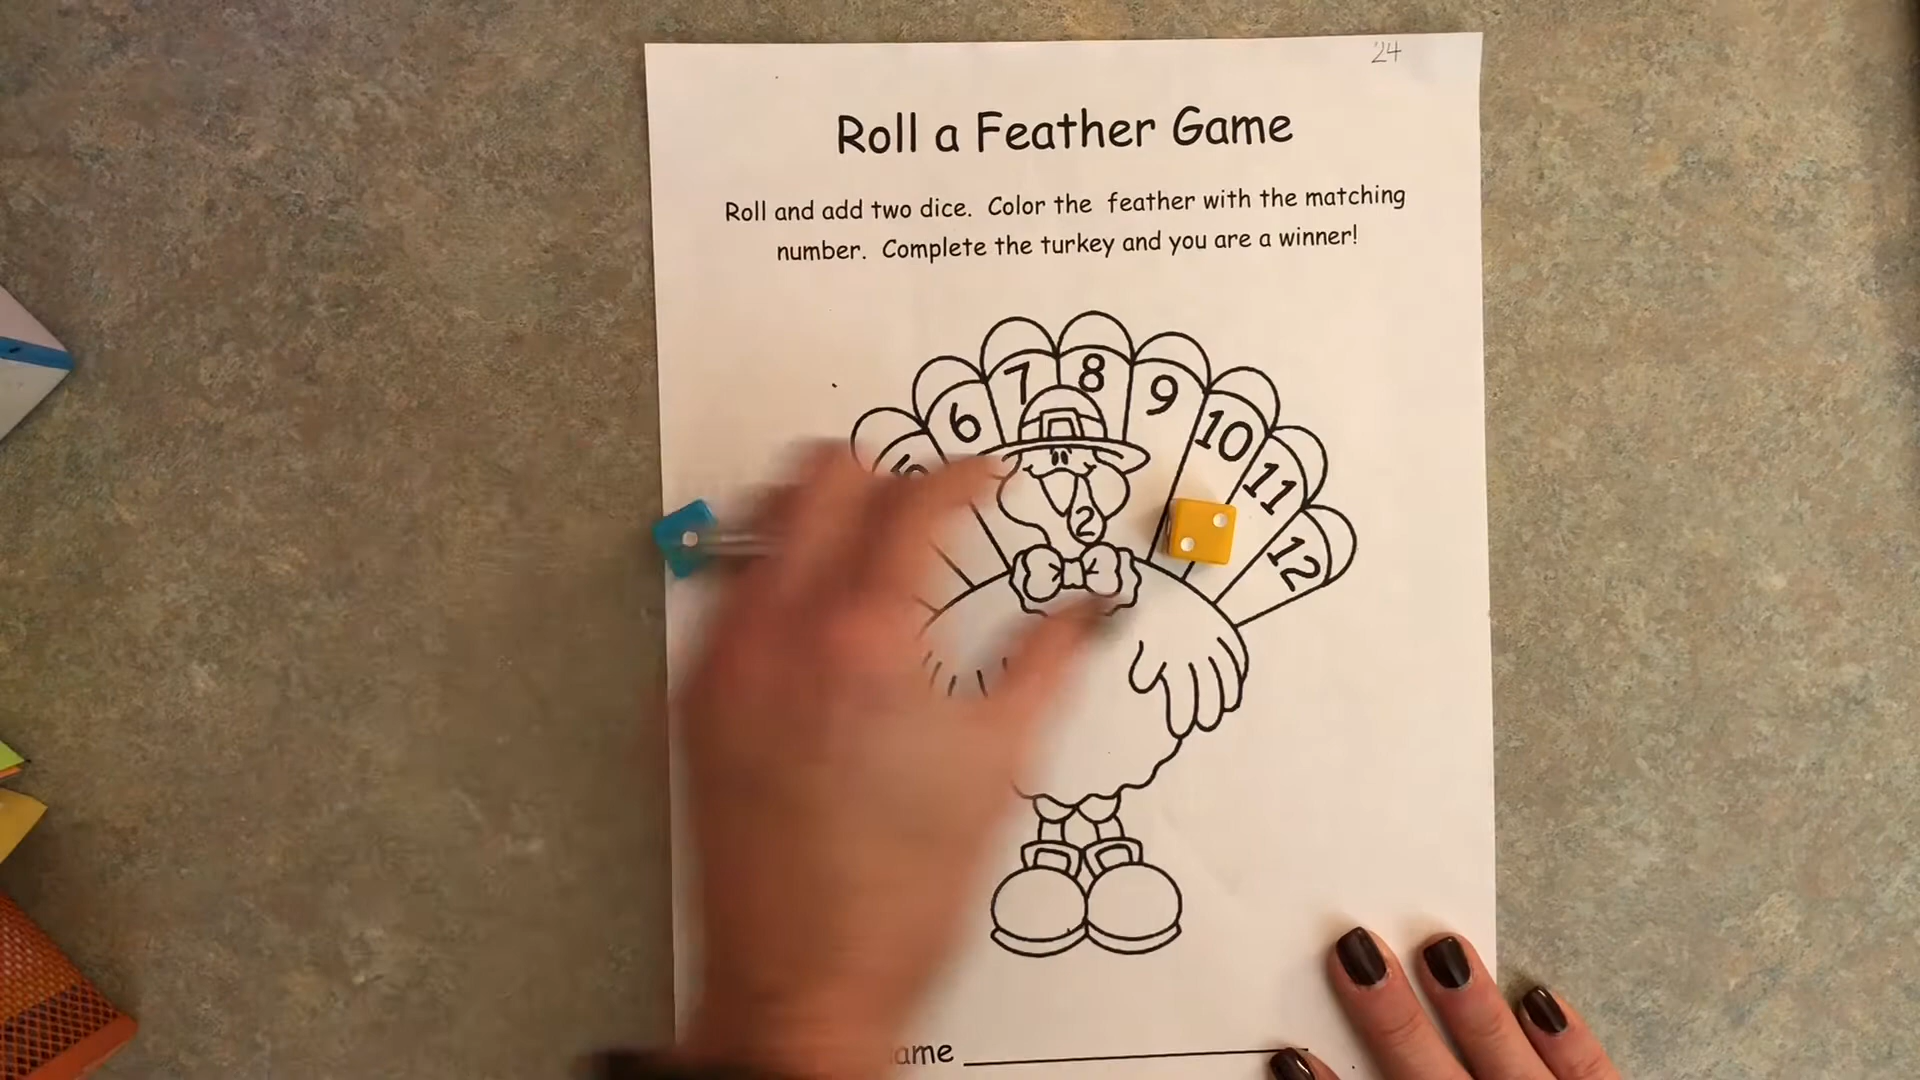 24
Roll a Feather Game
Roll and add two dice. Color the feather with the matching
number. Complete the turkey and you are a winner!
5 6 7 8 9 10 11 12
2